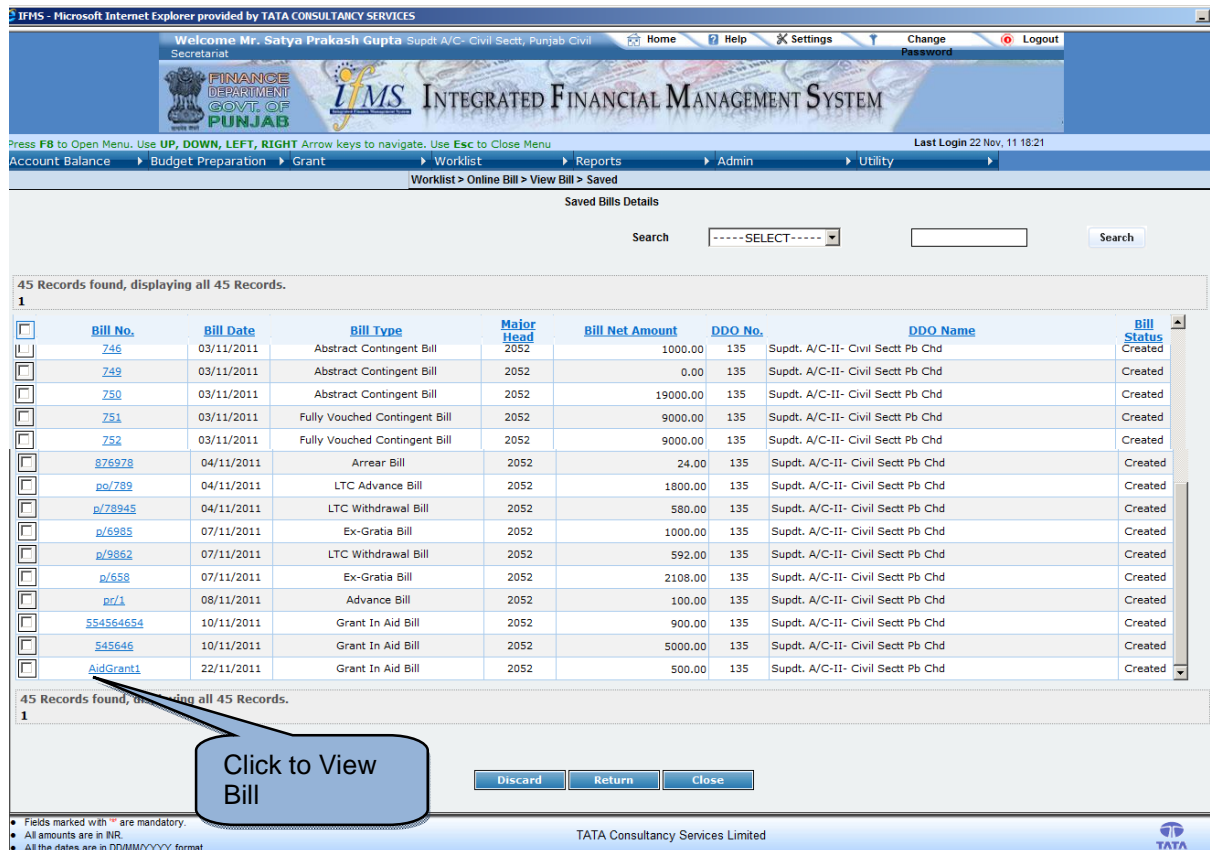 IFMS - Microsoft Internet Explorer provided by TATA CONSULTANCY SERVICES
Welcome Mr. Satya Prakash Gupta Supdt A/C- Civil Sectt, Punjab Civil Secretariat
Home Help Settings Change Password Logout
FINANCE DEPARTMENT GOVT. OF PUNJAB
IFMS INTEGRATED FINANCIAL MANAGEMENT SYSTEM
Press F8 to Open Menu. Use UP, DOWN, LEFT, RIGHT Arrow keys to navigate. Use Esc to Close Menu Last Login 22 Nov, 11 18:21
Account Balance Budget Preparation Grant Worklist Reports Admin Utility
Worklist > Online Bill > View Bill > Saved
Saved Bills Details
Search -----SELECT----- Search
45 Records found, displaying all 45 Records.
1
Bill No. Bill Date Bill Type Major Head Bill Net Amount DDO No. DDO Name Bill Status
746 03/11/2011 Abstract Contingent Bill 2052 1000.00 135 Supdt. A/C-II- Civil Sectt Pb Chd Created
749 03/11/2011 Abstract Contingent Bill 2052 0.00 135 Supdt. A/C-II- Civil Sectt Pb Chd Created
750 03/11/2011 Abstract Contingent Bill 2052 19000.00 135 Supdt. A/C-II- Civil Sectt Pb Chd Created
751 03/11/2011 Fully Vouched Contingent Bill 2052 9000.00 135 Supdt. A/C-II- Civil Sectt Pb Chd Created
752 03/11/2011 Fully Vouched Contingent Bill 2052 9000.00 135 Supdt. A/C-II- Civil Sectt Pb Chd Created
876978 04/11/2011 Arrear Bill 2052 24.00 135 Supdt. A/C-II- Civil Sectt Pb Chd Created
po/789 04/11/2011 LTC Advance Bill 2052 1800.00 135 Supdt. A/C-II- Civil Sectt Pb Chd Created
p/78945 04/11/2011 LTC Withdrawal Bill 2052 580.00 135 Supdt. A/C-II- Civil Sectt Pb Chd Created
p/6985 07/11/2011 Ex-Gratia Bill 2052 1000.00 135 Supdt. A/C-II- Civil Sectt Pb Chd Created
p/9862 07/11/2011 LTC Withdrawal Bill 2052 592.00 135 Supdt. A/C-II- Civil Sectt Pb Chd Created
p/658 07/11/2011 Ex-Gratia Bill 2052 2108.00 135 Supdt. A/C-II- Civil Sectt Pb Chd Created
pr/1 08/11/2011 Advance Bill 2052 100.00 135 Supdt. A/C-II- Civil Sectt Pb Chd Created
554564654 10/11/2011 Grant In Aid Bill 2052 900.00 135 Supdt. A/C-II- Civil Sectt Pb Chd Created
545646 10/11/2011 Grant In Aid Bill 2052 5000.00 135 Supdt. A/C-II- Civil Sectt Pb Chd Created
AidGrant1 22/11/2011 Grant In Aid Bill 2052 500.00 135 Supdt. A/C-II- Civil Sectt Pb Chd Created
45 Records found, displaying all 45 Records.
1
Click to View
Bill
Discard Return Close
Fields marked with '*' are mandatory.
All amounts are in INR.
All the dates are in DD/MM/YYYY format
TATA Consultancy Services Limited
TATA